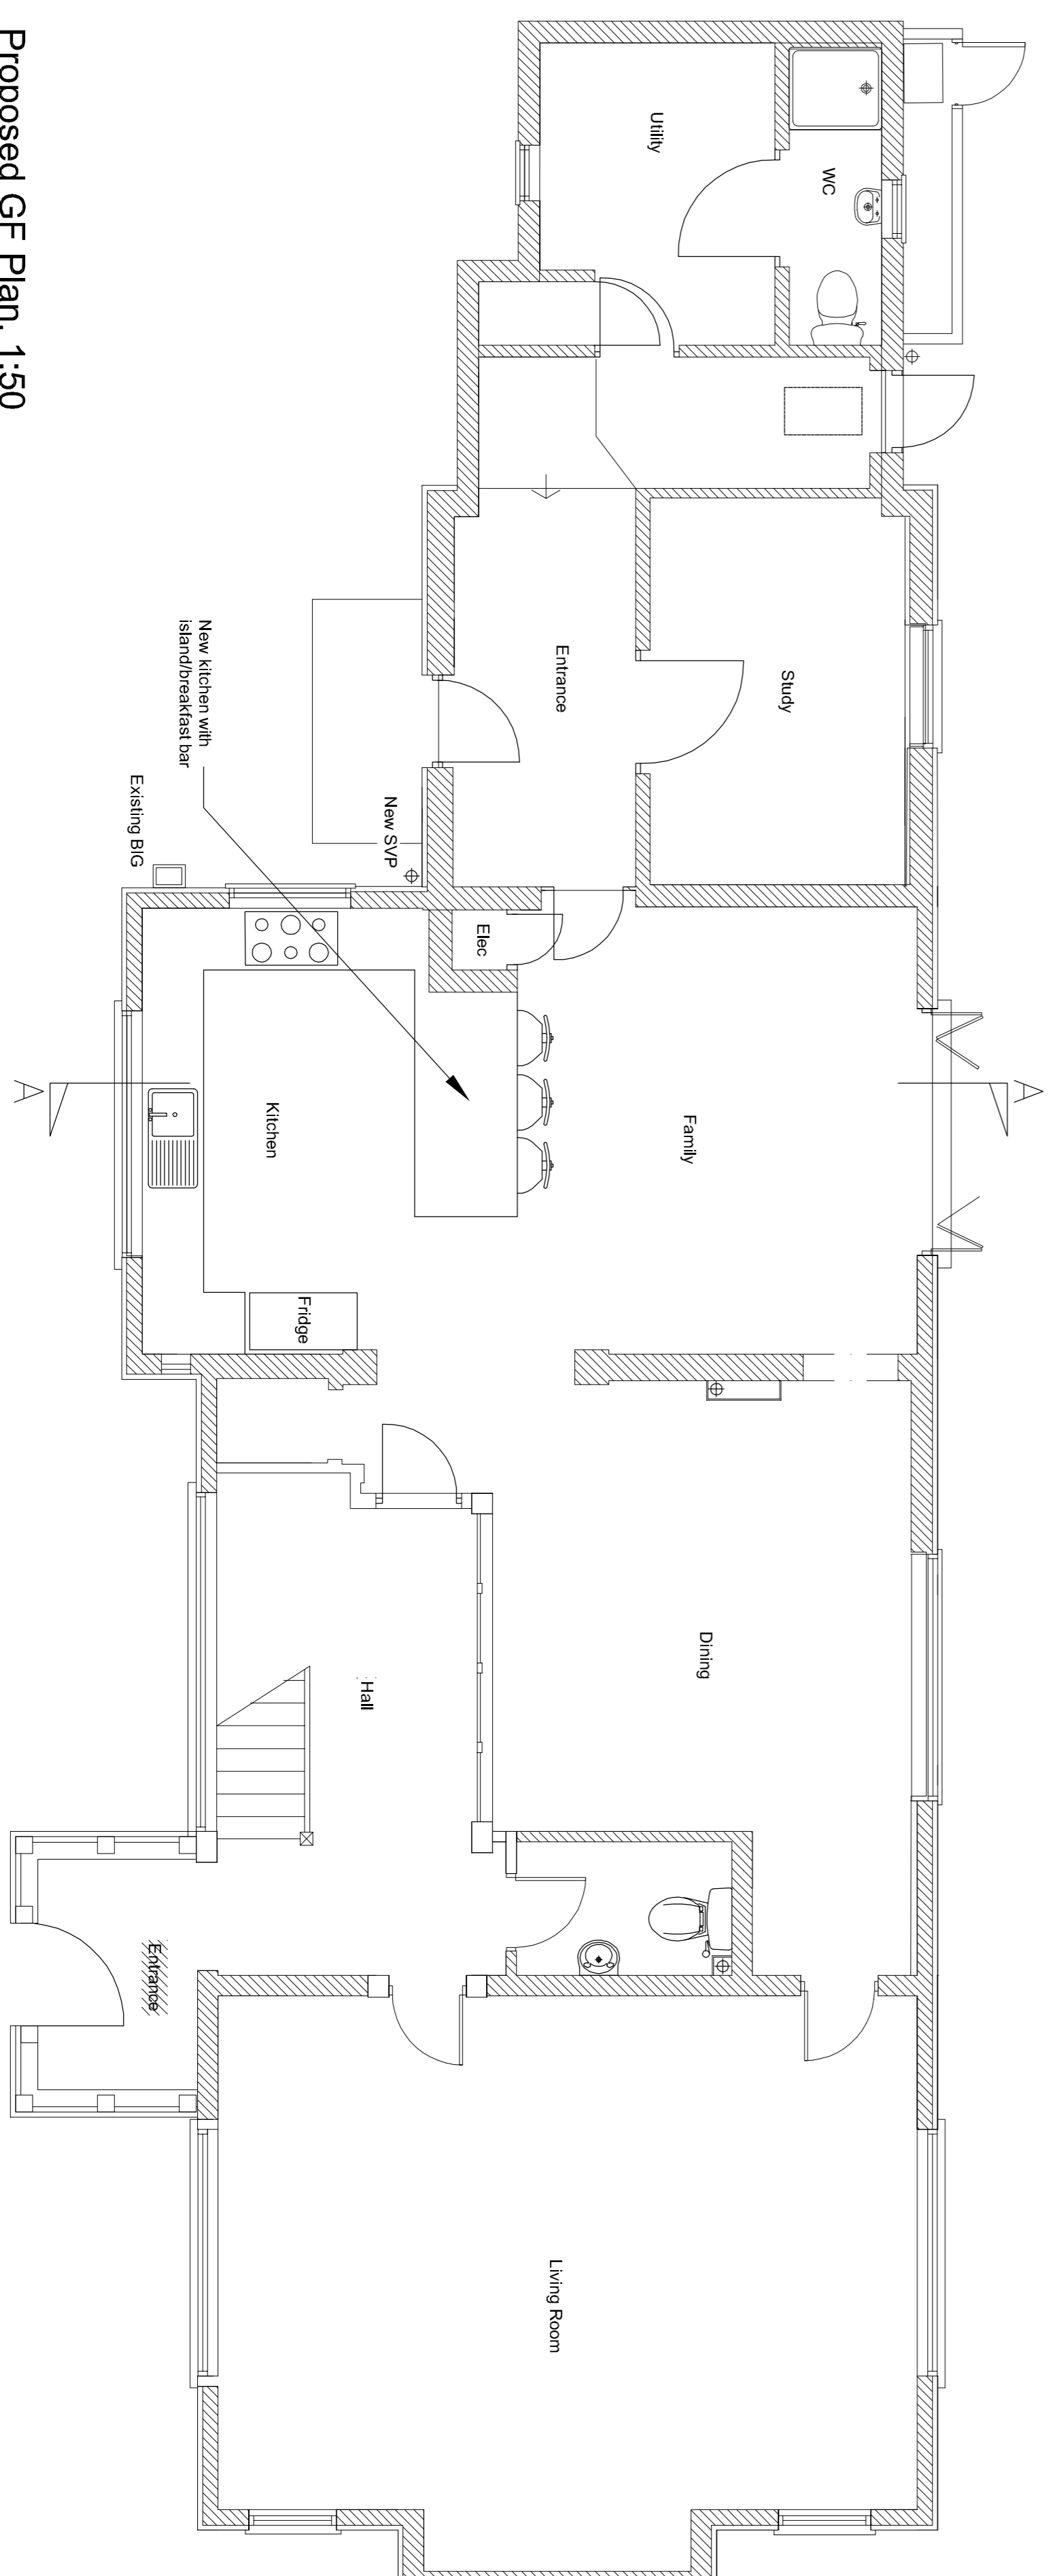 Utility
WC
Study
Entrance
New kitchen with
island/breakfast bar
Existing BIG
New SVP
Elec
Kitchen
Family
Fridge
A
A
Dining
Hall
Entrance
Living Room
Proposed GF Plan, 1:50